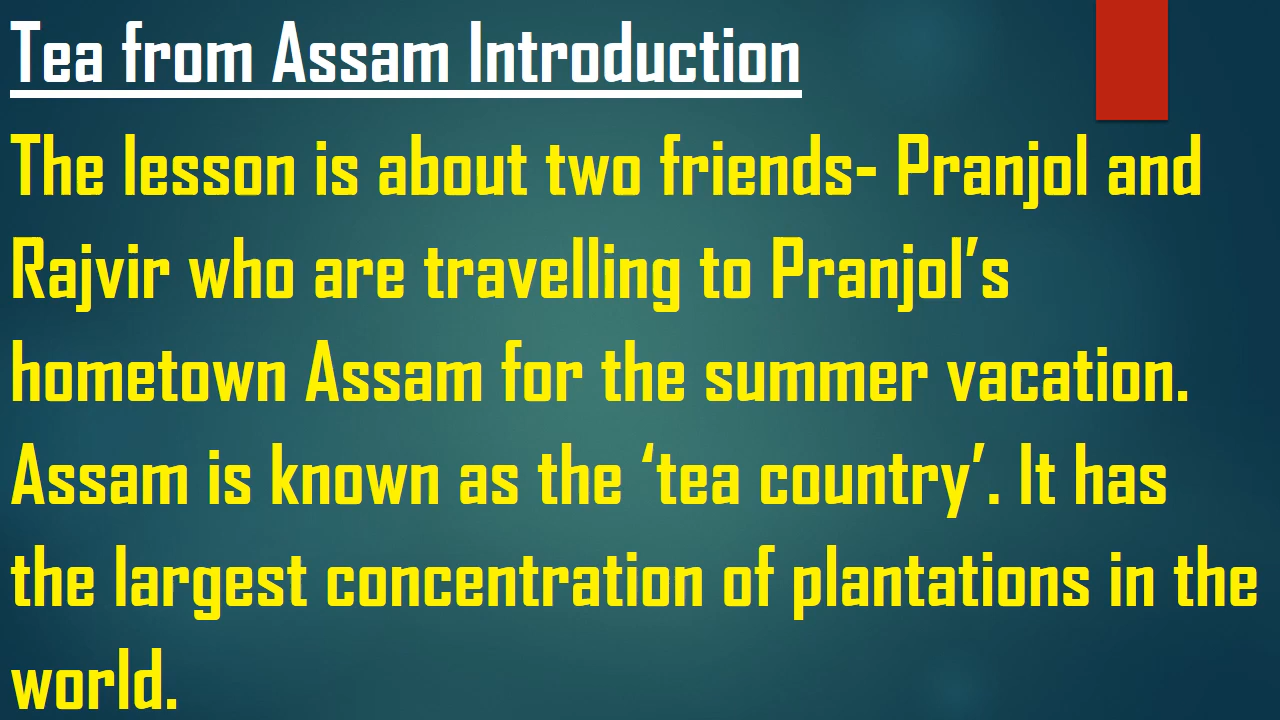 Tea from Assam Introduction
The lesson is about two friends- Pranjol and
Rajvir who are travelling to Pranjol’s
hometown Assam for the summer vacation.
Assam is known as the ‘tea country’. It has
the largest concentration of plantations in the
world.